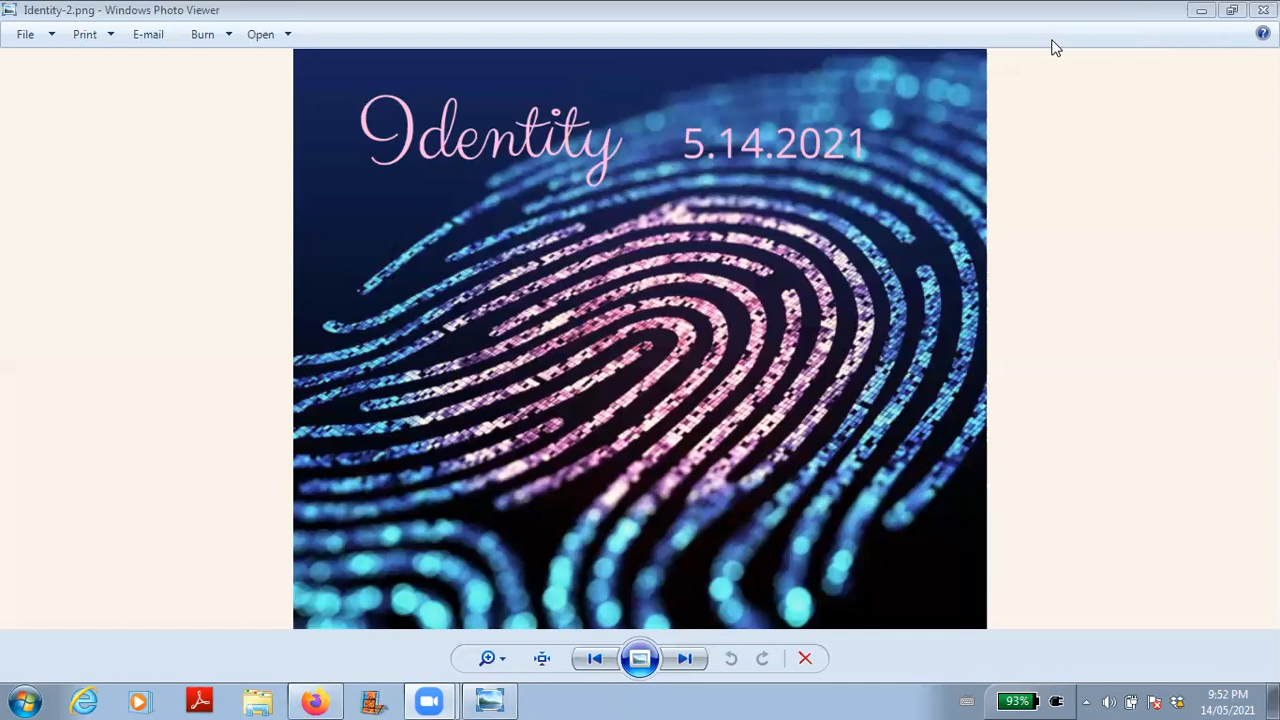 Identity-2.png - Windows Photo Viewer
File Print E-mail Burn Open
Identity 5.14.2021
93%
9:52 PM
14/05/2021